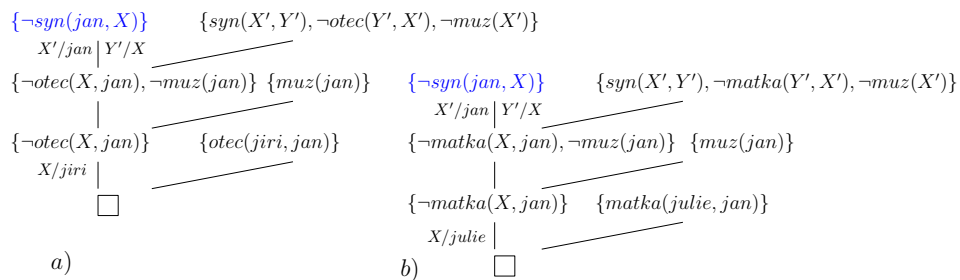 {¬syn(jan, X)} {syn(X′, Y′), ¬otec(Y′, X′), ¬muz(X′)}
X′/jan Y′/X
{¬otec(X, jan), ¬muz(jan)} {muz(jan)}
{¬otec(X, jan)} {otec(jiri, jan)}
X/jiri
a)
{¬syn(jan, X)} {syn(X′, Y′), ¬matka(Y′, X′), ¬muz(X′)}
X′/jan Y′/X
{¬matka(X, jan), ¬muz(jan)} {muz(jan)}
{¬matka(X, jan)} {matka(julie, jan)}
X/julie
b)